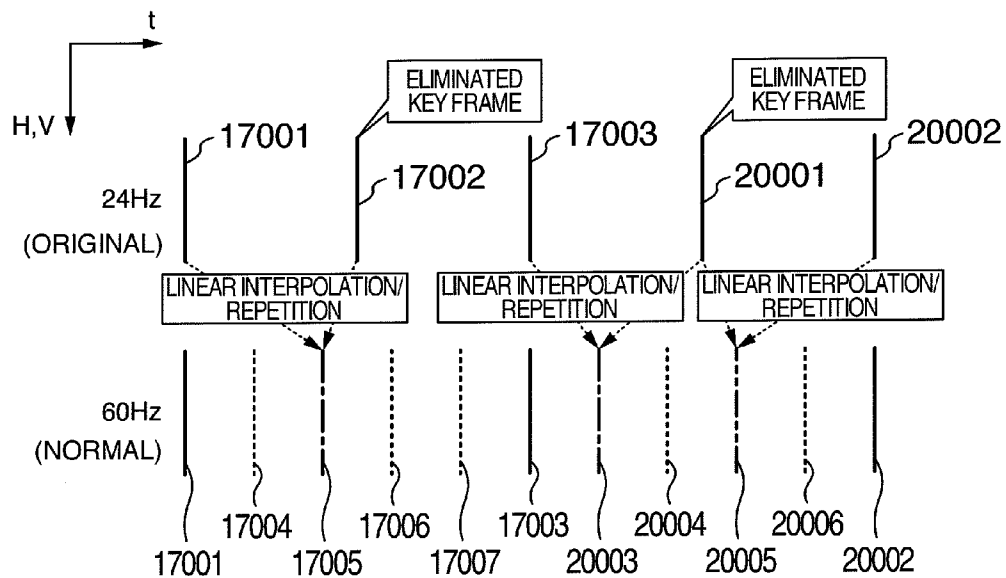 t
H,V
ELIMINATED
KEY FRAME
ELIMINATED
KEY FRAME
17001
17002
17003
20001
20002
24Hz
(ORIGINAL)
LINEAR INTERPOLATION/
REPETITION
LINEAR INTERPOLATION/
REPETITION
LINEAR INTERPOLATION/
REPETITION
60Hz
(NORMAL)
17004
17006
17003
20004
20006
17001
17005
17007
20003
20005
20002